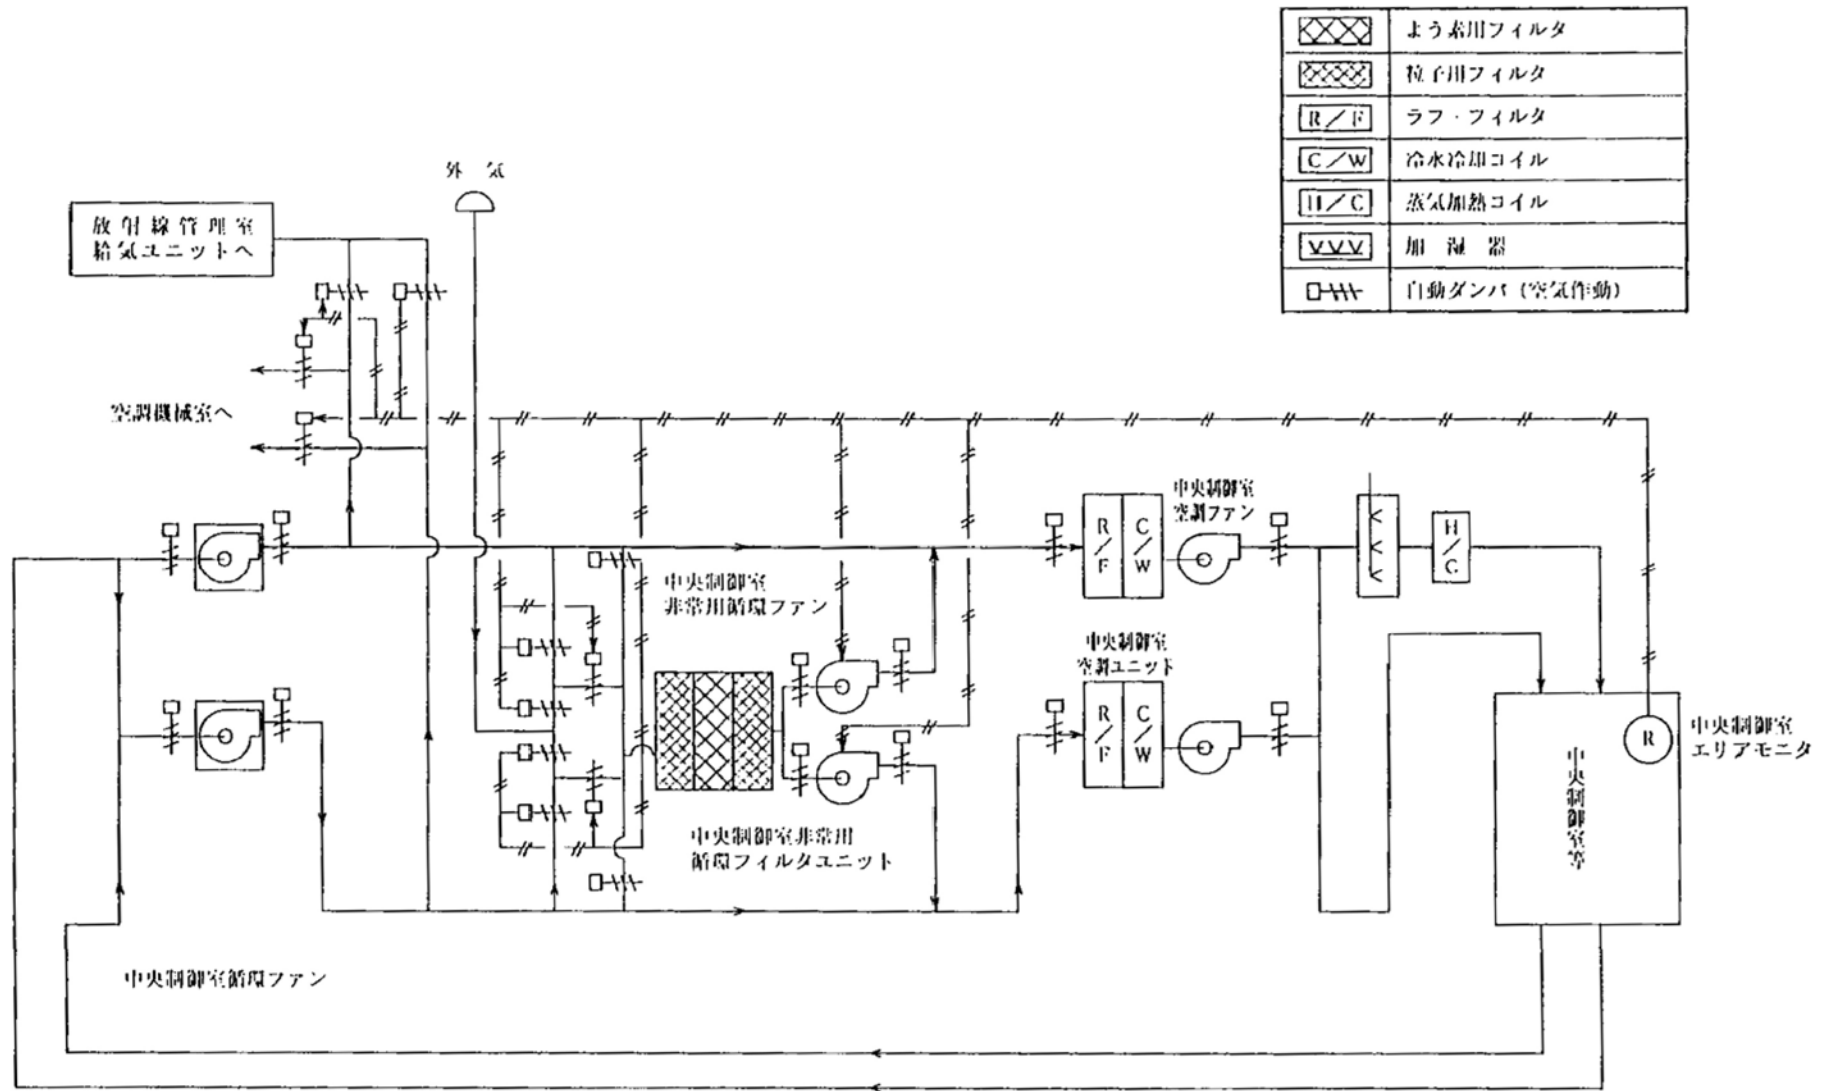 よう素用フィルタ
粒子用フィルタ
R/F
ラフ・フィルタ
C/W
冷水冷却コイル
H/C
蒸気加熱コイル
加湿器
自動ダンパ(空気作動)
外気
放射線管理室
給気ユニットへ
空調機械室へ
中央制御室
空調ファン
R/F
C/W
H/C
中央制御室
非常用循環ファン
中央制御室
空調ユニット
R/F
C/W
R
中央制御室
エリアモニタ
中央制御室等
中央制御室非常用
循環フィルタユニット
中央制御室循環ファン